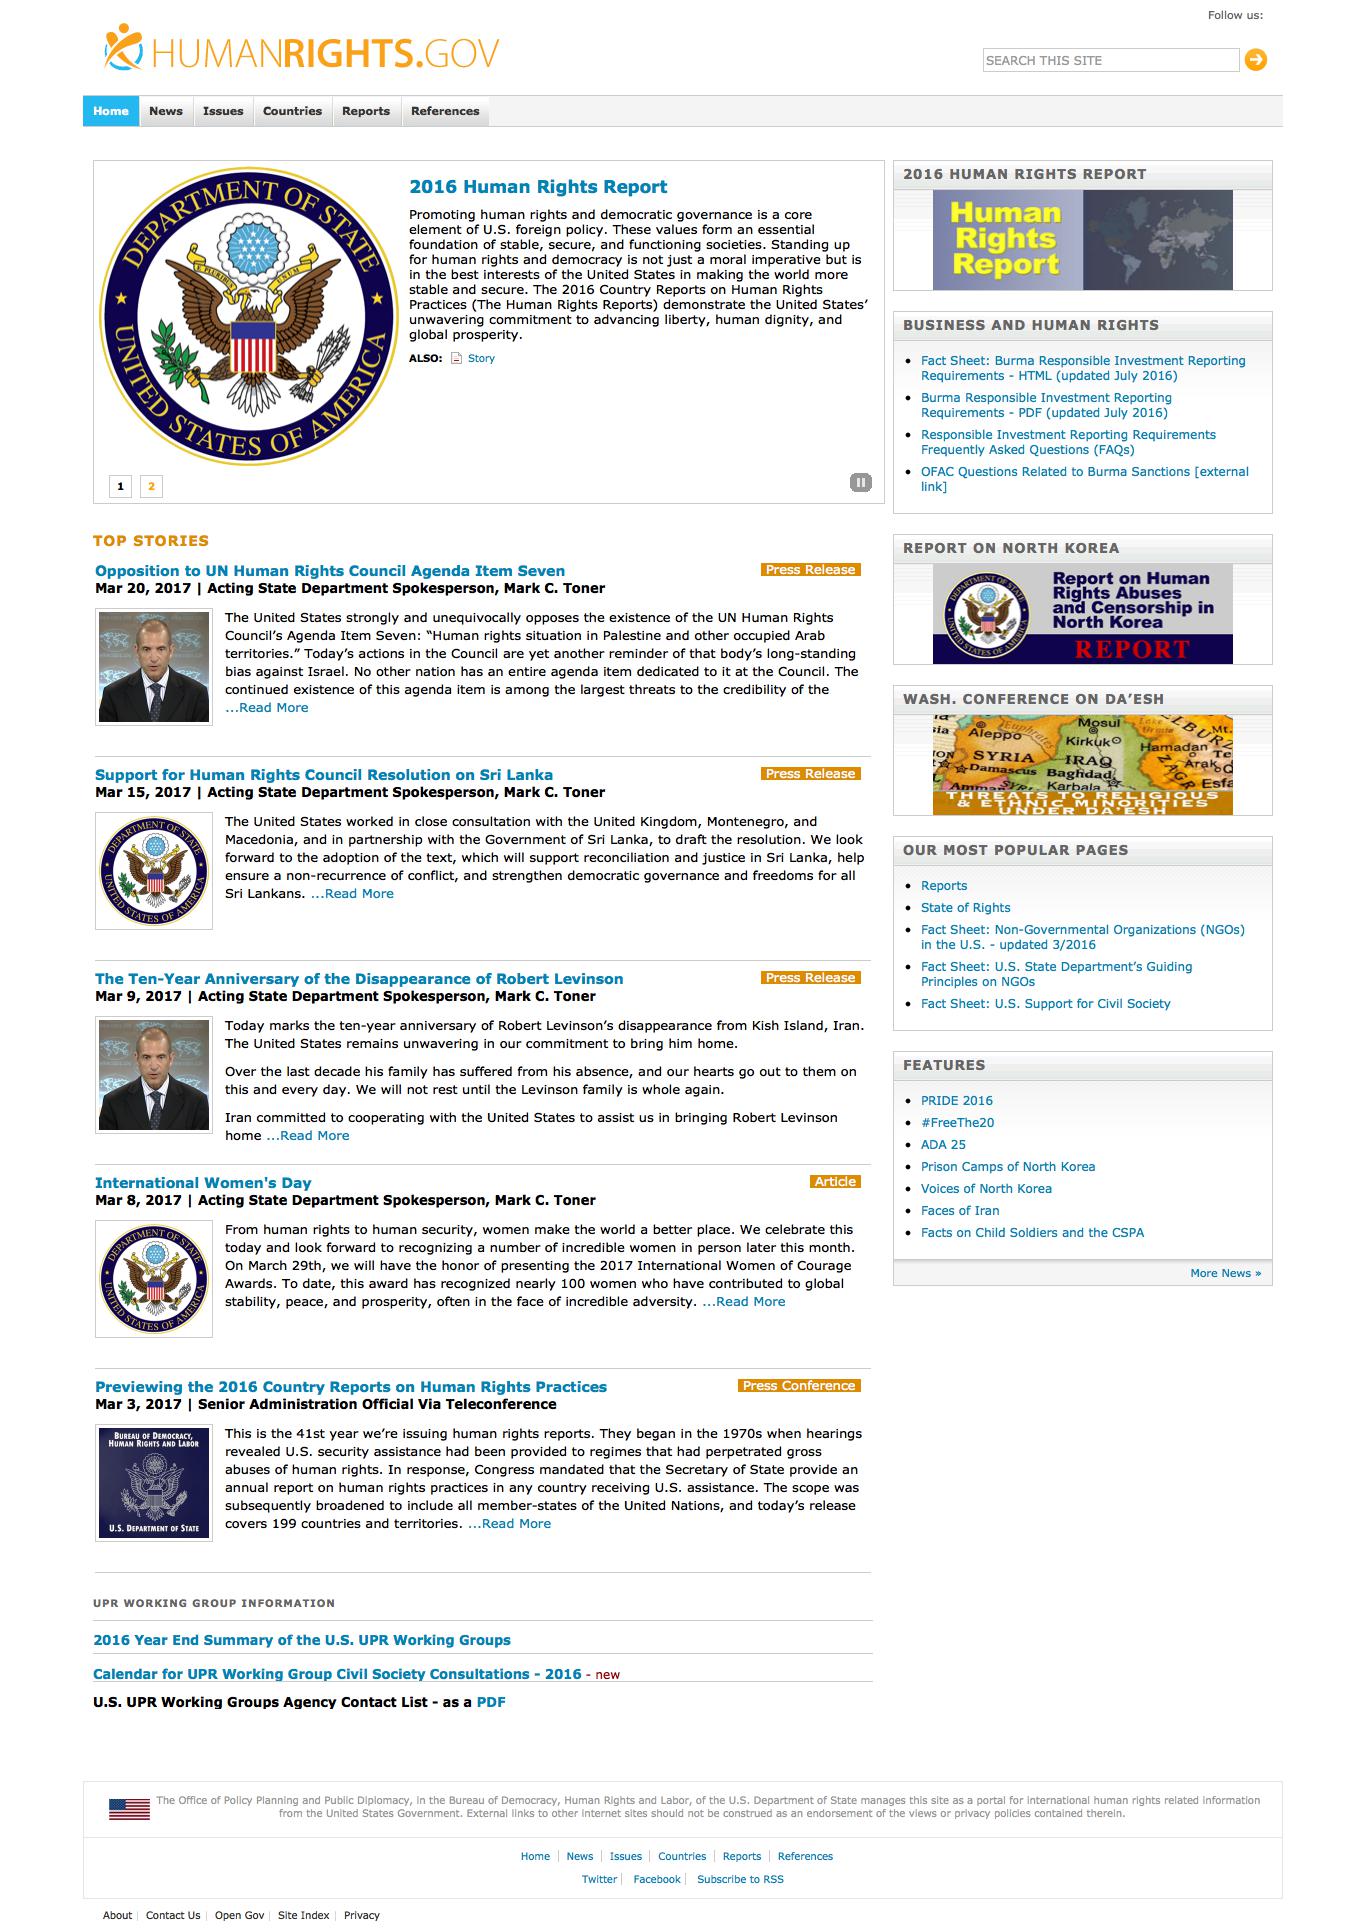 Follow us:
HUMANRIGHTS.GOV
SEARCH THIS SITE
Home News Issues Countries Reports References
DEPARTMENT OF STATE
E PLURIBUS UNUM
UNITED STATES OF AMERICA
2016 Human Rights Report
Promoting human rights and democratic governance is a core
element of U.S. foreign policy. These values form an essential
foundation of stable, secure, and functioning societies. Standing up
for human rights and democracy is not just a moral imperative but is
in the best interests of the United States in making the world more
stable and secure. The 2016 Country Reports on Human Rights
Practices (The Human Rights Reports) demonstrate the United States’
unwavering commitment to advancing liberty, human dignity, and
global prosperity.
ALSO: Story
1 2
TOP STORIES
Opposition to UN Human Rights Council Agenda Item Seven
Press Release
Mar 20, 2017 | Acting State Department Spokesperson, Mark C. Toner
The United States strongly and unequivocally opposes the existence of the UN Human Rights
Council’s Agenda Item Seven: “Human rights situation in Palestine and other occupied Arab
territories.” Today’s actions in the Council are yet another reminder of that body’s long-standing
bias against Israel. No other nation has an entire agenda item dedicated to it at the Council. The
continued existence of this agenda item is among the largest threats to the credibility of the
...Read More
Support for Human Rights Council Resolution on Sri Lanka
Press Release
Mar 15, 2017 | Acting State Department Spokesperson, Mark C. Toner
DEPARTMENT OF STATE
UNITED STATES OF AMERICA
The United States worked in close consultation with the United Kingdom, Montenegro, and
Macedonia, and in partnership with the Government of Sri Lanka, to draft the resolution. We look
forward to the adoption of the text, which will support reconciliation and justice in Sri Lanka, help
ensure a non-recurrence of conflict, and strengthen democratic governance and freedoms for all
Sri Lankans. ...Read More
The Ten-Year Anniversary of the Disappearance of Robert Levinson
Press Release
Mar 9, 2017 | Acting State Department Spokesperson, Mark C. Toner
Today marks the ten-year anniversary of Robert Levinson’s disappearance from Kish Island, Iran.
The United States remains unwavering in our commitment to bring him home.
Over the last decade his family has suffered from his absence, and our hearts go out to them on
this and every day. We will not rest until the Levinson family is whole again.
Iran committed to cooperating with the United States to assist us in bringing Robert Levinson
home ...Read More
International Women's Day
Article
Mar 8, 2017 | Acting State Department Spokesperson, Mark C. Toner
DEPARTMENT OF STATE
UNITED STATES OF AMERICA
From human rights to human security, women make the world a better place. We celebrate this
today and look forward to recognizing a number of incredible women in person later this month.
On March 29th, we will have the honor of presenting the 2017 International Women of Courage
Awards. To date, this award has recognized nearly 100 women who have contributed to global
stability, peace, and prosperity, often in the face of incredible adversity. ...Read More
Previewing the 2016 Country Reports on Human Rights Practices
Press Conference
Mar 3, 2017 | Senior Administration Official Via Teleconference
BUREAU OF DEMOCRACY,
HUMAN RIGHTS AND LABOR
U.S. DEPARTMENT OF STATE
This is the 41st year we’re issuing human rights reports. They began in the 1970s when hearings
revealed U.S. security assistance had been provided to regimes that had perpetrated gross
abuses of human rights. In response, Congress mandated that the Secretary of State provide an
annual report on human rights practices in any country receiving U.S. assistance. The scope was
subsequently broadened to include all member-states of the United Nations, and today’s release
covers 199 countries and territories. ...Read More
UPR WORKING GROUP INFORMATION
2016 Year End Summary of the U.S. UPR Working Groups
Calendar for UPR Working Group Civil Society Consultations - 2016 - new
U.S. UPR Working Groups Agency Contact List - as a PDF
2016 HUMAN RIGHTS REPORT
Human
Rights
Report
BUSINESS AND HUMAN RIGHTS
Fact Sheet: Burma Responsible Investment Reporting
Requirements - HTML (updated July 2016)
Burma Responsible Investment Reporting
Requirements - PDF (updated July 2016)
Responsible Investment Reporting Requirements
Frequently Asked Questions (FAQs)
OFAC Questions Related to Burma Sanctions [external
link]
REPORT ON NORTH KOREA
Report on Human
Rights Abuses
and Censorship in
North Korea
REPORT
WASH. CONFERENCE ON DA’ESH
Mosul
Aleppo
Euphrates
Kirkuk
Hamadan
SYRIA
IRAQ
Damascus
Baghdad
Amman
Karbala
THREATS TO RELIGIOUS
& ETHNIC MINORITIES
UNDER DA'ESH
OUR MOST POPULAR PAGES
Reports
State of Rights
Fact Sheet: Non-Governmental Organizations (NGOs)
in the U.S. - updated 3/2016
Fact Sheet: U.S. State Department’s Guiding
Principles on NGOs
Fact Sheet: U.S. Support for Civil Society
FEATURES
PRIDE 2016
#FreeThe20
ADA 25
Prison Camps of North Korea
Voices of North Korea
Faces of Iran
Facts on Child Soldiers and the CSPA
More News »
The Office of Policy Planning and Public Diplomacy, in the Bureau of Democracy, Human Rights and Labor, of the U.S. Department of State manages this site as a portal for international human rights related information
from the United States Government. External links to other internet sites should not be construed as an endorsement of the views or privacy policies contained therein.
Home News Issues Countries Reports References
Twitter Facebook Subscribe to RSS
About Contact Us Open Gov Site Index Privacy